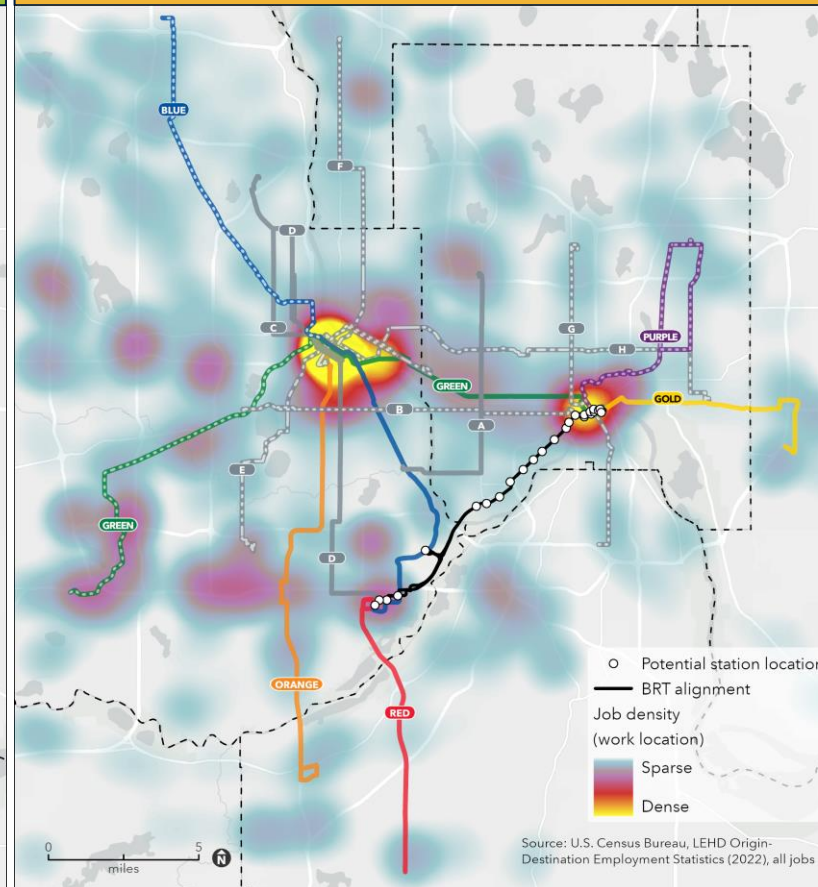 BLUE
F
D
C
G
PURPLE
H
GREEN
GOLD
B
A
E
GREEN
D
ORANGE
RED
Potential station location
BRT alignment
Job density
(work location)
Sparse
Dense
0 5
miles
N
Source: U.S. Census Bureau, LEHD Origin-
Destination Employment Statistics (2022), all jobs